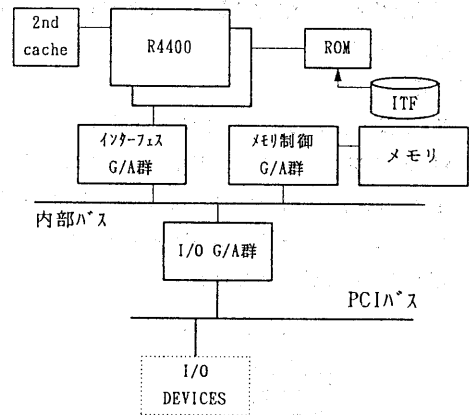 2nd
cache
R4400
ROM
ITF
ｲﾝﾀｰﾌｪｽ
G/A群
ﾒﾓﾘ制御
G/A群
メモリ
内部ﾊﾞｽ
I/O G/A群
PCIﾊﾞｽ
I/O
DEVICES